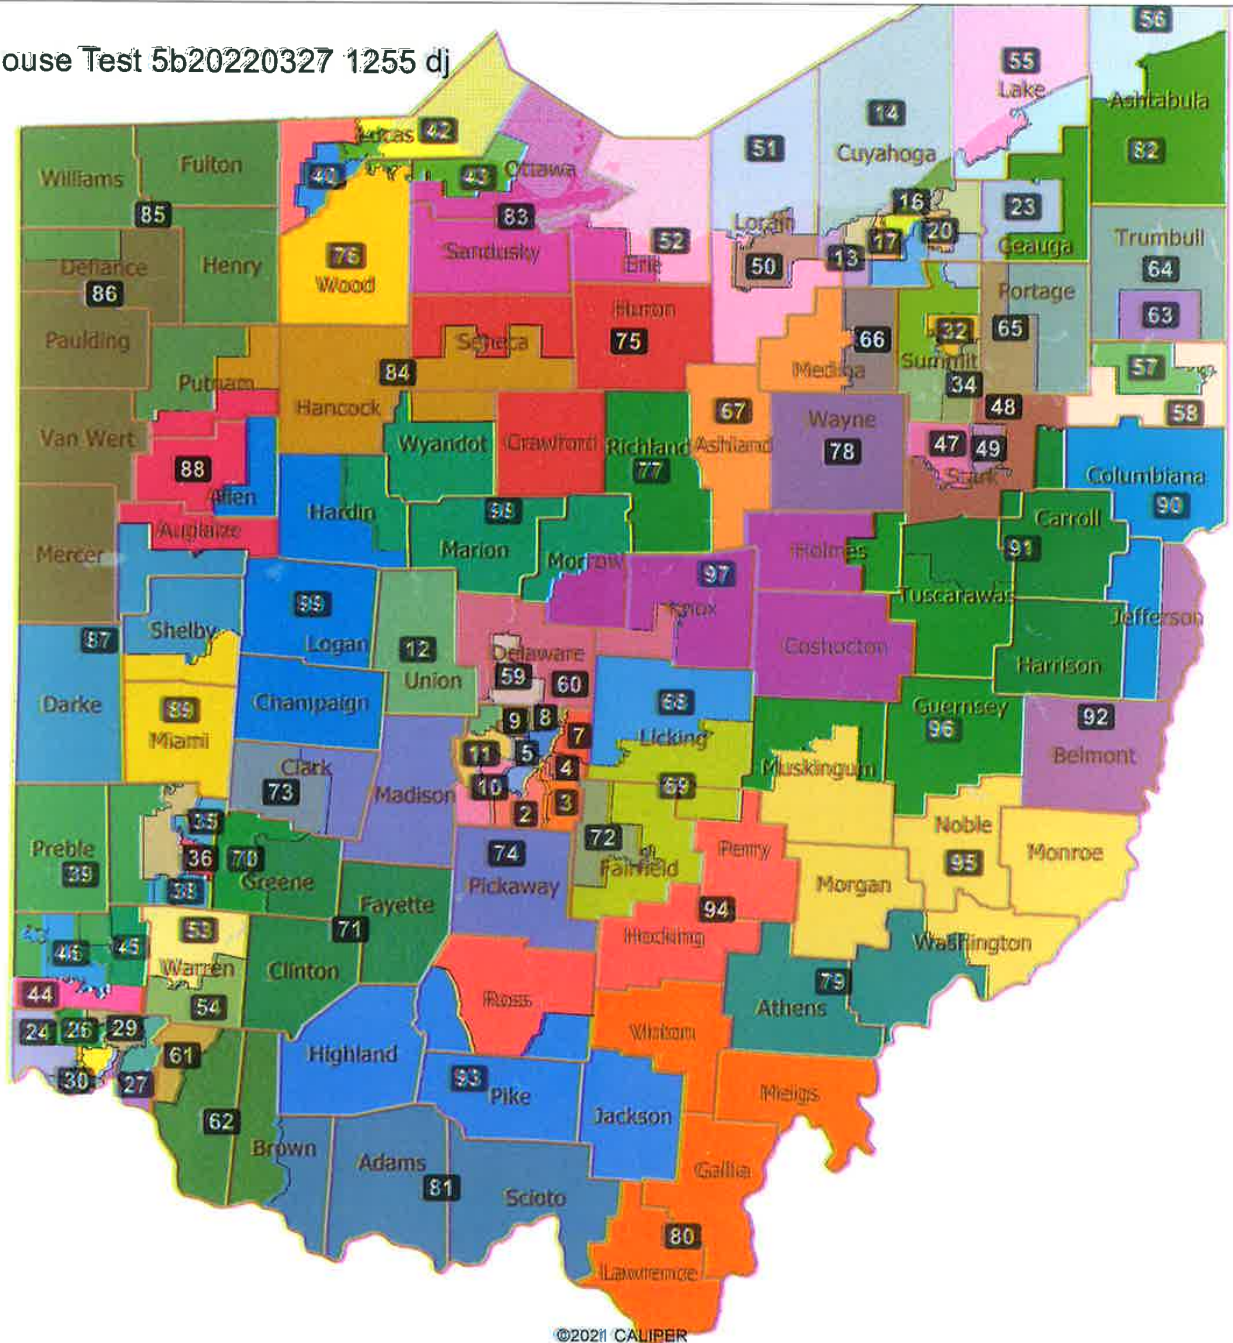 ouse Test 5b20220327 1255 dj
56
55
Lake
Ashtabula
14
51
Cuyahoga
82
Lucas 42
Ottawa
43
Williams
Fulton
85
83
16
23
20
17
Lorain
13
Geauga
Trumbull
64
52
Erie
50
Sandusky
76
Wood
Henry
Defiance
86
Portage
63
65
32
66
Summit
Huron
75
Paulding
Seneca
84
Medina
57
34
Putnam
Hancock
48
58
67
Wayne
78
Van Wert
Wyandot
Crawford
Richland
77
Ashland
47
49
Stark
Columbiana
90
88
Allen
Hardin
98
Carroll
91
Auglaize
Marion
Morrow
Holmes
Mercer
97
Knox
Tuscarawas
99
Jefferson
Shelby
87
Logan
12
Union
Delaware
59
60
Coshocton
Harrison
Darke
89
Miami
Champaign
68
Licking
9
8
7
11
5
4
Guernsey
96
92
Belmont
Muskingum
Clark
73
Madison
10
2
3
69
35
Noble
95
Monroe
Preble
39
36
70
Greene
74
Pickaway
72
Fairfield
Perry
38
Morgan
Fayette
71
94
Hocking
46
45
53
Warren
Clinton
Washington
44
54
Ross
79
Athens
24
26
29
Vinton
61
Highland
30
27
93
Pike
Jackson
Meigs
62
Brown
Adams
81
Scioto
Gallia
80
Lawrence
©2021 CALIPER